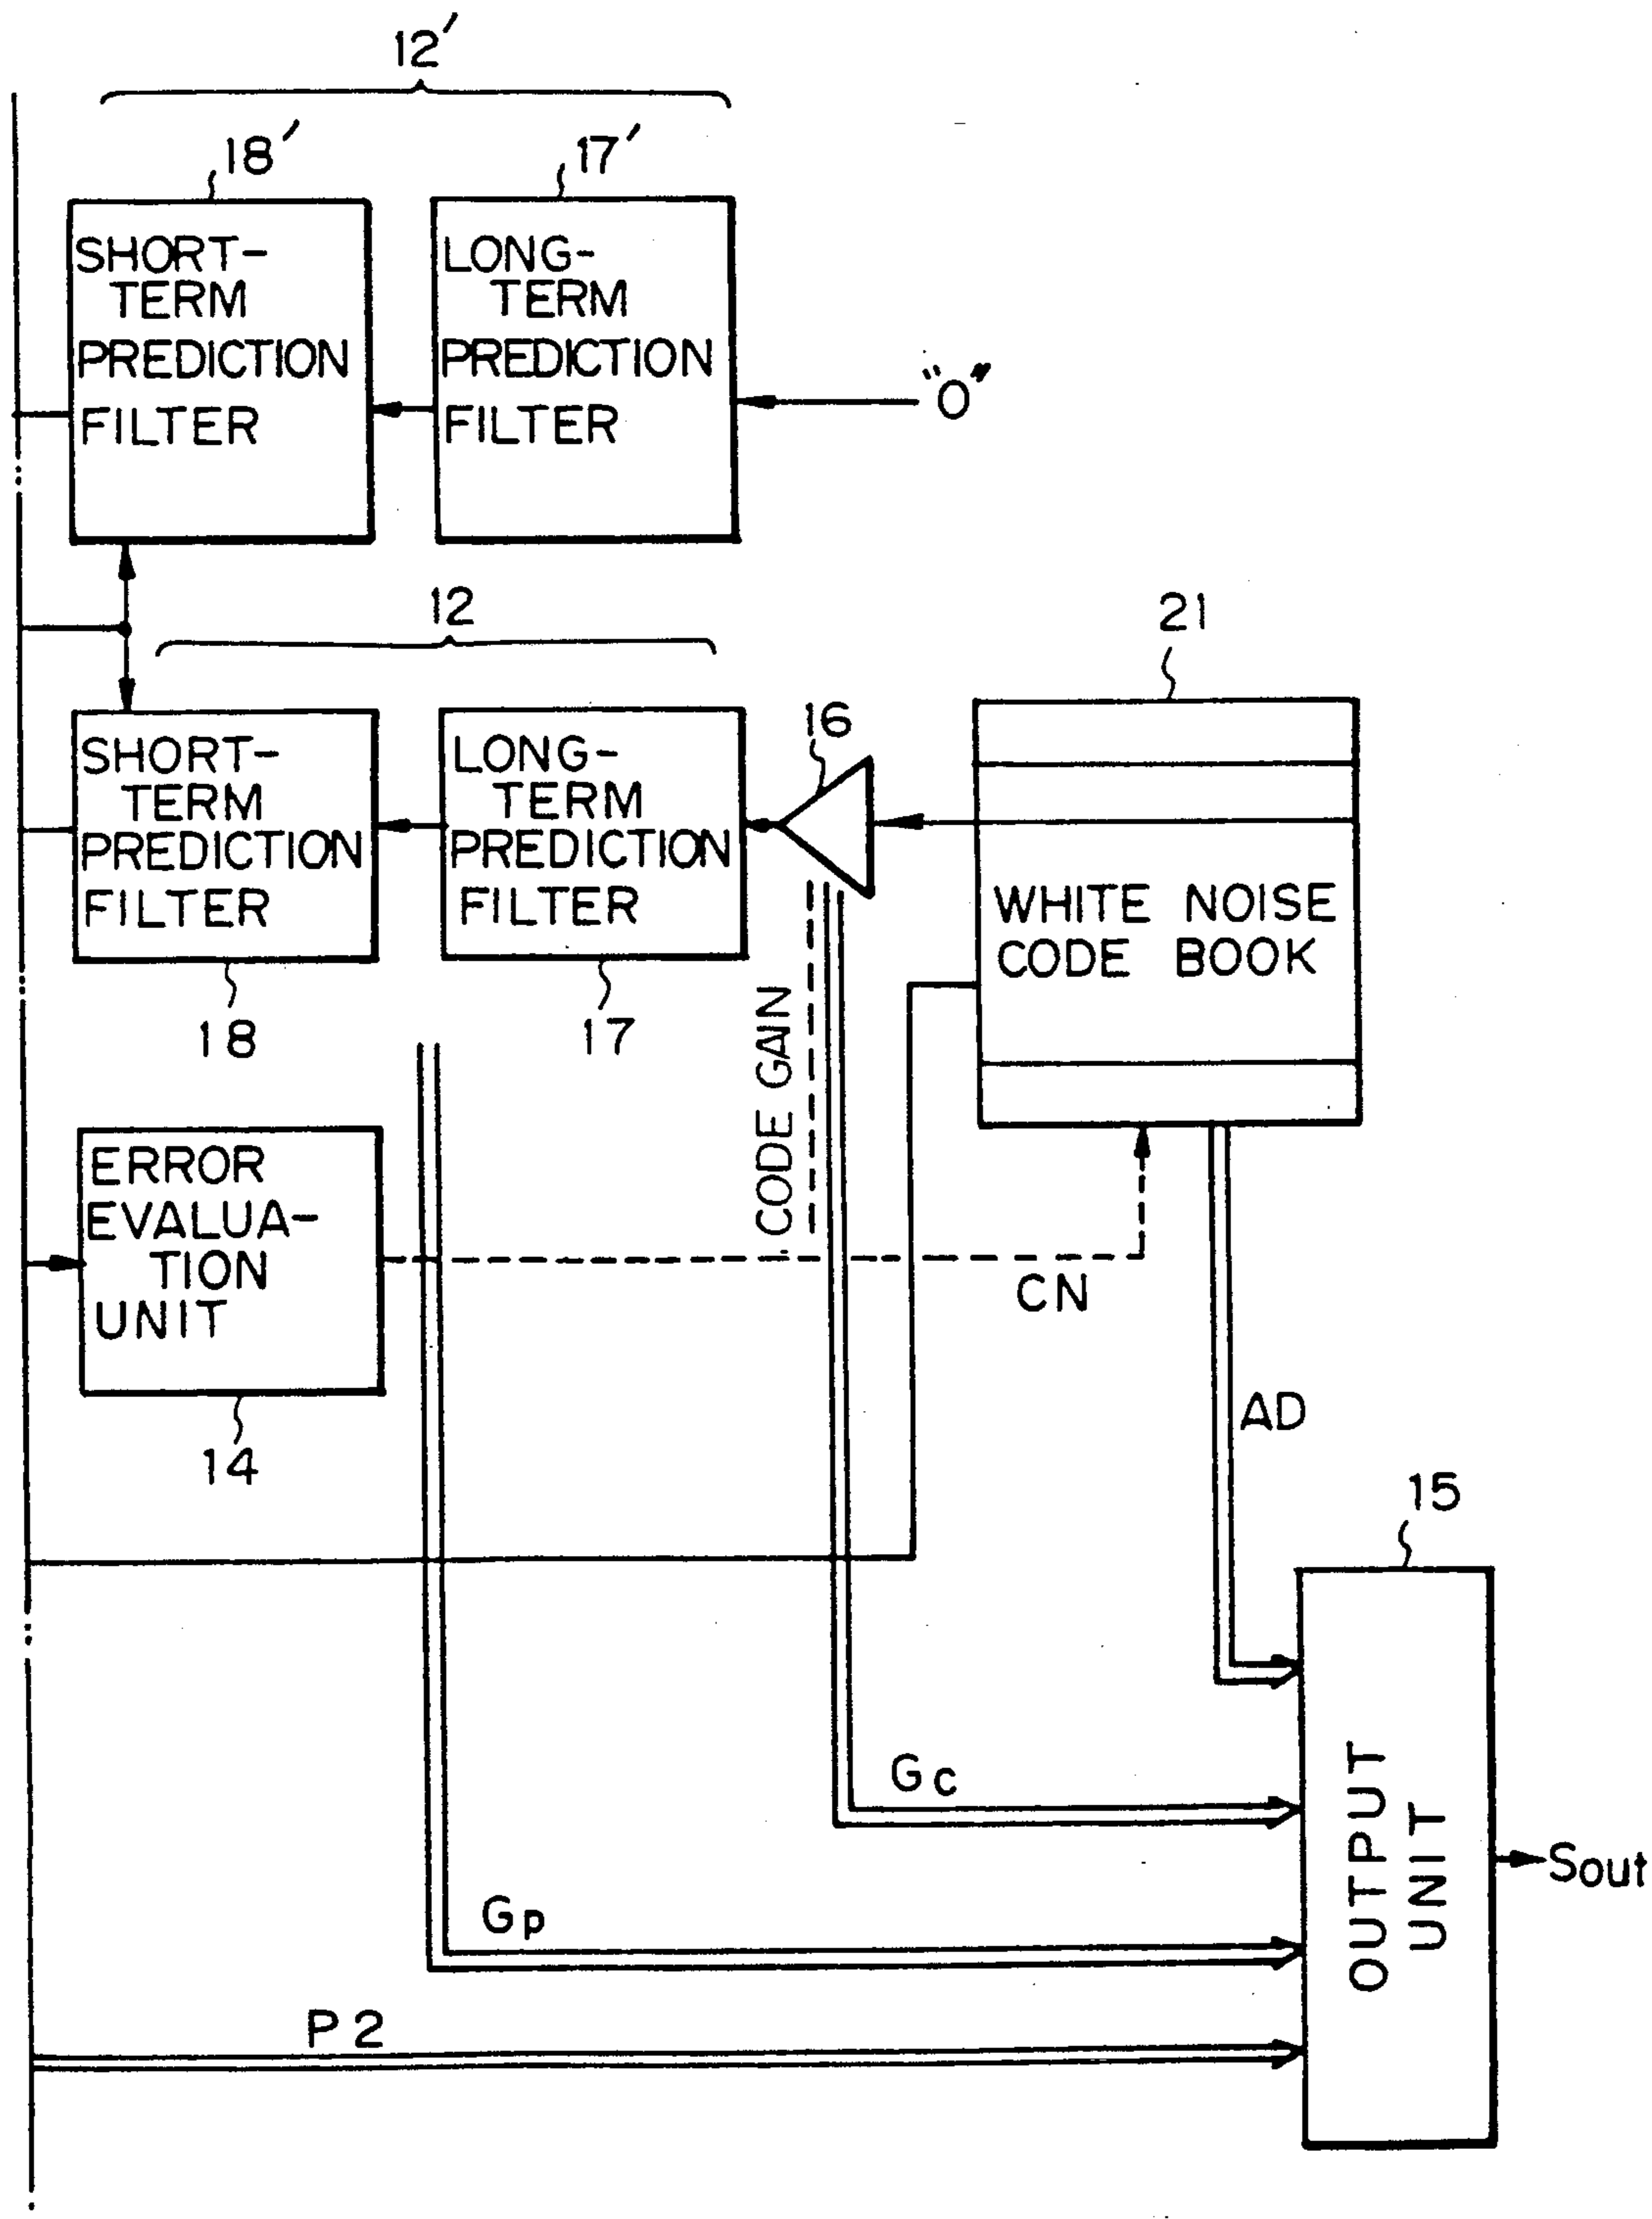 12'
18'
17'
SHORT-
TERM
PREDICTION
FILTER
LONG-
TERM
PREDICTION
FILTER
"0"
12
21
16
SHORT-
TERM
PREDICTION
FILTER
LONG-
TERM
PREDICTION
FILTER
WHITE NOISE
CODE BOOK
18
17
CODE GAIN
ERROR
EVALUA-
TION
UNIT
CN
14
AD
15
Gc
OUTPUT
UNIT
Sout
Gp
P2